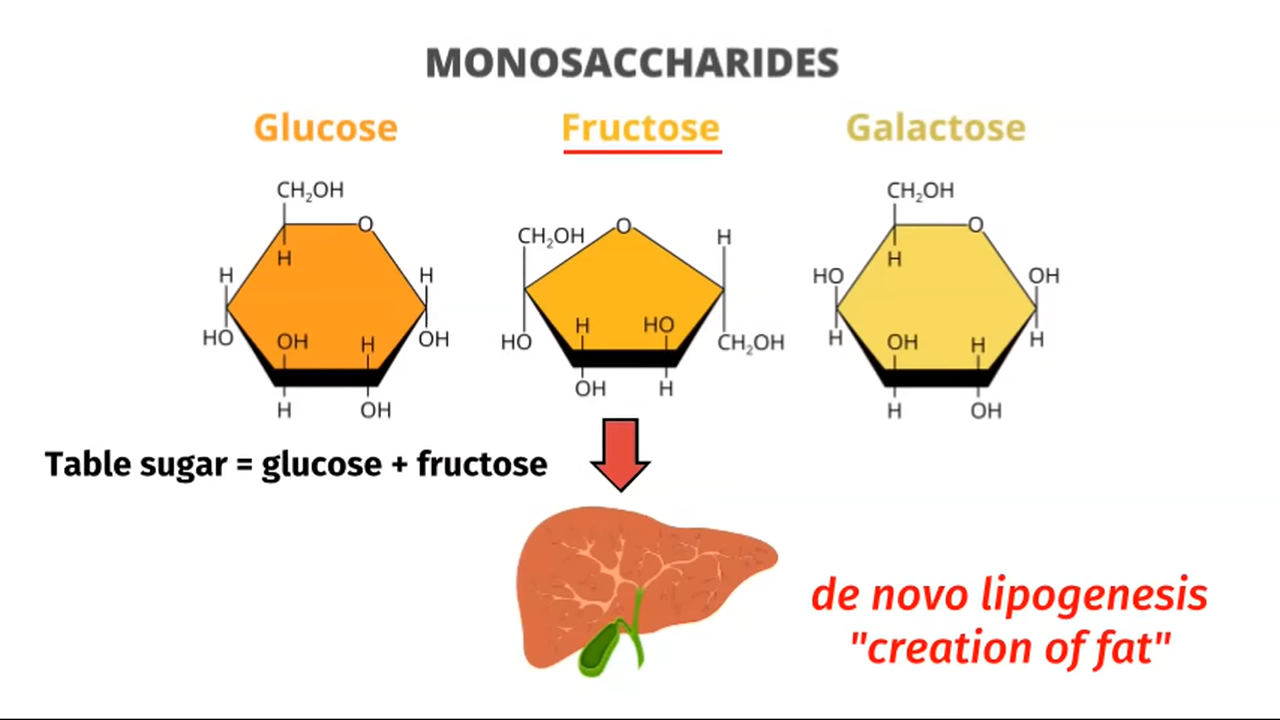 MONOSACCHARIDES
Glucose Fructose Galactose
CH₂OH CH₂OH
O O O
CH₂OH H
H H
H H HO OH
HO OH H OH H HO OH H H H
HO CH₂OH
OH H
H OH H OH
Table sugar = glucose + fructose
de novo lipogenesis
"creation of fat"